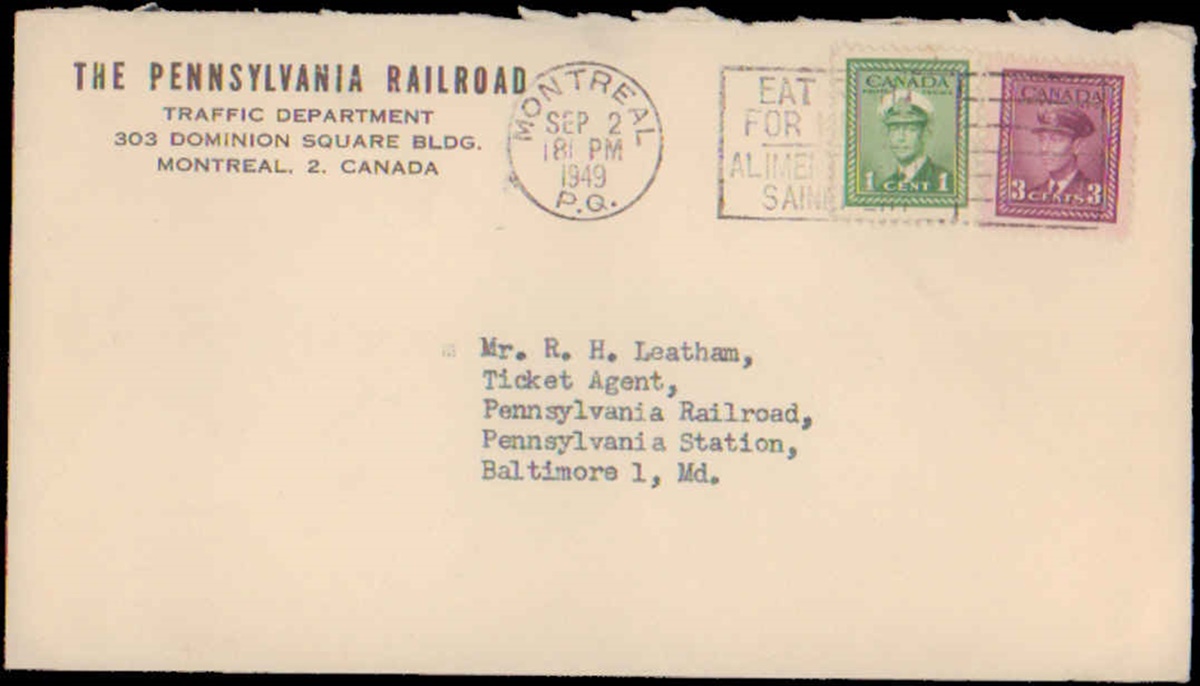 THE PENNSYLVANIA RAILROAD
TRAFFIC DEPARTMENT
303 DOMINION SQUARE BLDG.
MONTREAL, 2. CANADA
MONTREAL
SEP 2
PM
1949
P.Q.
EAT
FOR
CANADA
1 CENT 1
CANADA
3 CENTS 3
Mr. R. H. Leatham,
Ticket Agent,
Pennsylvania Railroad,
Pennsylvania Station,
Baltimore 1, Md.